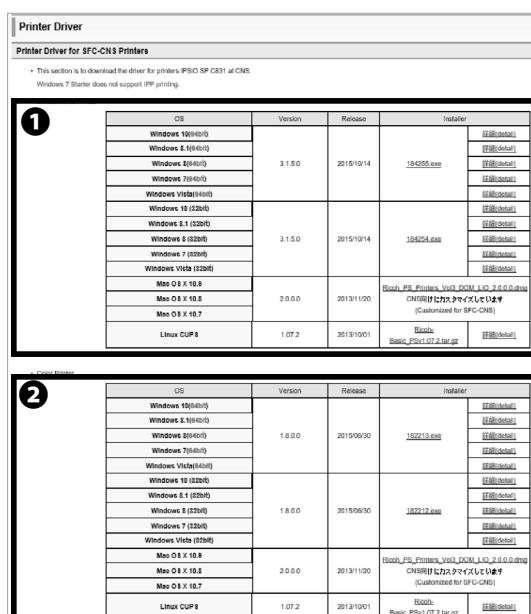 Printer Driver
Printer Driver for SFC-CNS Printers
• This section is to download the driver for printers IPSiO SP C831 at CNS.
Windows 7 Starter does not support IPP printing.
❶
OS Version Release Installer
Windows 10(64bit) 詳細(detail)
Windows 8.1(64bit) 詳細(detail)
Windows 8(64bit) 3.1.5.0 2015/10/14 184255.exe 詳細(detail)
Windows 7(64bit) 詳細(detail)
Windows Vista(64bit) 詳細(detail)
Windows 10 (32bit) 詳細(detail)
Windows 8.1 (32bit) 詳細(detail)
Windows 8 (32bit) 3.1.5.0 2015/10/14 184254.exe 詳細(detail)
Windows 7 (32bit) 詳細(detail)
Windows Vista (32bit) 詳細(detail)
Mac OS X 10.9 Ricoh_PS_Printers_Vol3_DOM_LIO_2.0.0.0.dmg
Mac OS X 10.8 2.0.0.0 2013/11/20 CNS向けにカスタマイズしています
Mac OS X 10.7 (Customized for SFC-CNS)
Linux CUPS 1.07.2 2013/10/01 Ricoh-
Basic_PSv1.07.2.tar.gz 詳細(detail)
• Color Printer
❷
OS Version Release Installer
Windows 10(64bit) 詳細(detail)
Windows 8.1(64bit) 詳細(detail)
Windows 8(64bit) 1.8.0.0 2015/06/30 182213.exe 詳細(detail)
Windows 7(64bit) 詳細(detail)
Windows Vista(64bit) 詳細(detail)
Windows 10 (32bit) 詳細(detail)
Windows 8.1 (32bit) 詳細(detail)
Windows 8 (32bit) 1.8.0.0 2015/06/30 182212.exe 詳細(detail)
Windows 7 (32bit) 詳細(detail)
Windows Vista (32bit) 詳細(detail)
Mac OS X 10.9 Ricoh_PS_Printers_Vol3_DOM_LIO_2.0.0.0.dmg
Mac OS X 10.8 2.0.0.0 2013/11/20 CNS向けにカスタマイズしています
Mac OS X 10.7 (Customized for SFC-CNS)
Linux CUPS 1.07.2 2013/10/01 Ricoh-
Basic_PSv1.07.2.tar.gz 詳細(detail)